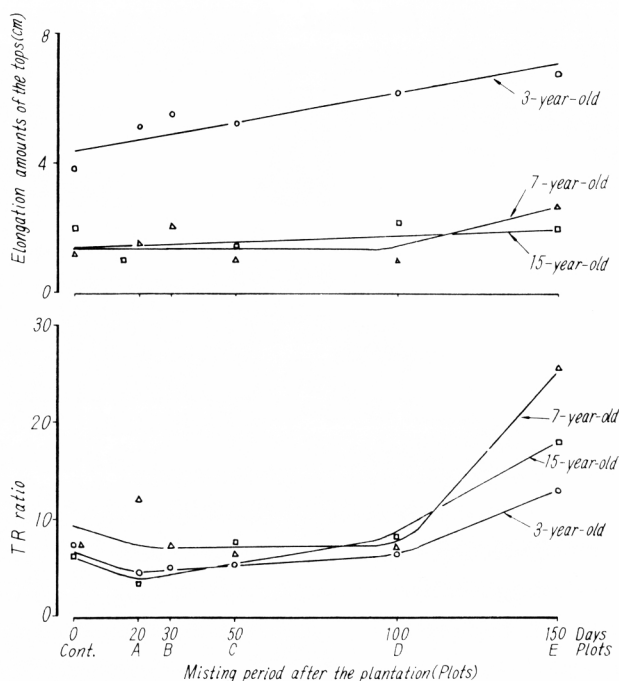 Elongation amounts of the tops(cm)
8
4
0
3-year-old
7-year-old
15-year-old
TR ratio
30
20
10
0
7-year-old
15-year-old
3-year-old
0 20 30 50 100 150 Days
Cont. A B C D E Plots
Misting period after the plantation(Plots)